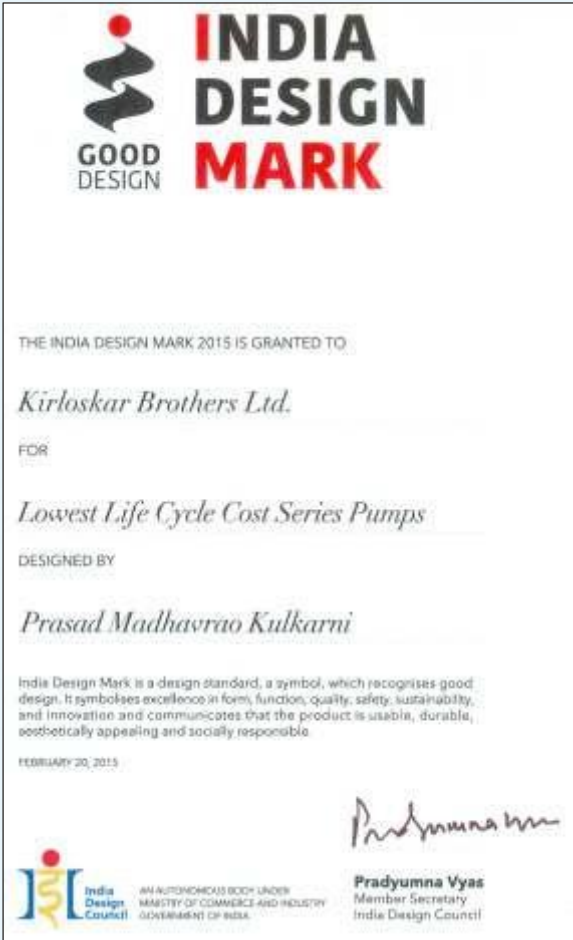 INDIA
DESIGN
MARK
GOOD
DESIGN
THE INDIA DESIGN MARK 2015 IS GRANTED TO
Kirloskar Brothers Ltd.
FOR
Lowest Life Cycle Cost Series Pumps
DESIGNED BY
Prasad Madhavrao Kulkarni
India Design Mark is a design standard, a symbol, which recognises good
design. It symbolises excellence in form, function, quality, safety, sustainability,
and innovation and communicates that the product is usable, durable,
aesthetically appealing and socially responsible
FEBRUARY 20, 2015
Pradyumna Vyas
Member Secretary
India Design Council
India
Design
Council
AN AUTONOMOUS BODY UNDER
MINISTRY OF COMMERCE AND INDUSTRY
GOVERNMENT OF INDIA